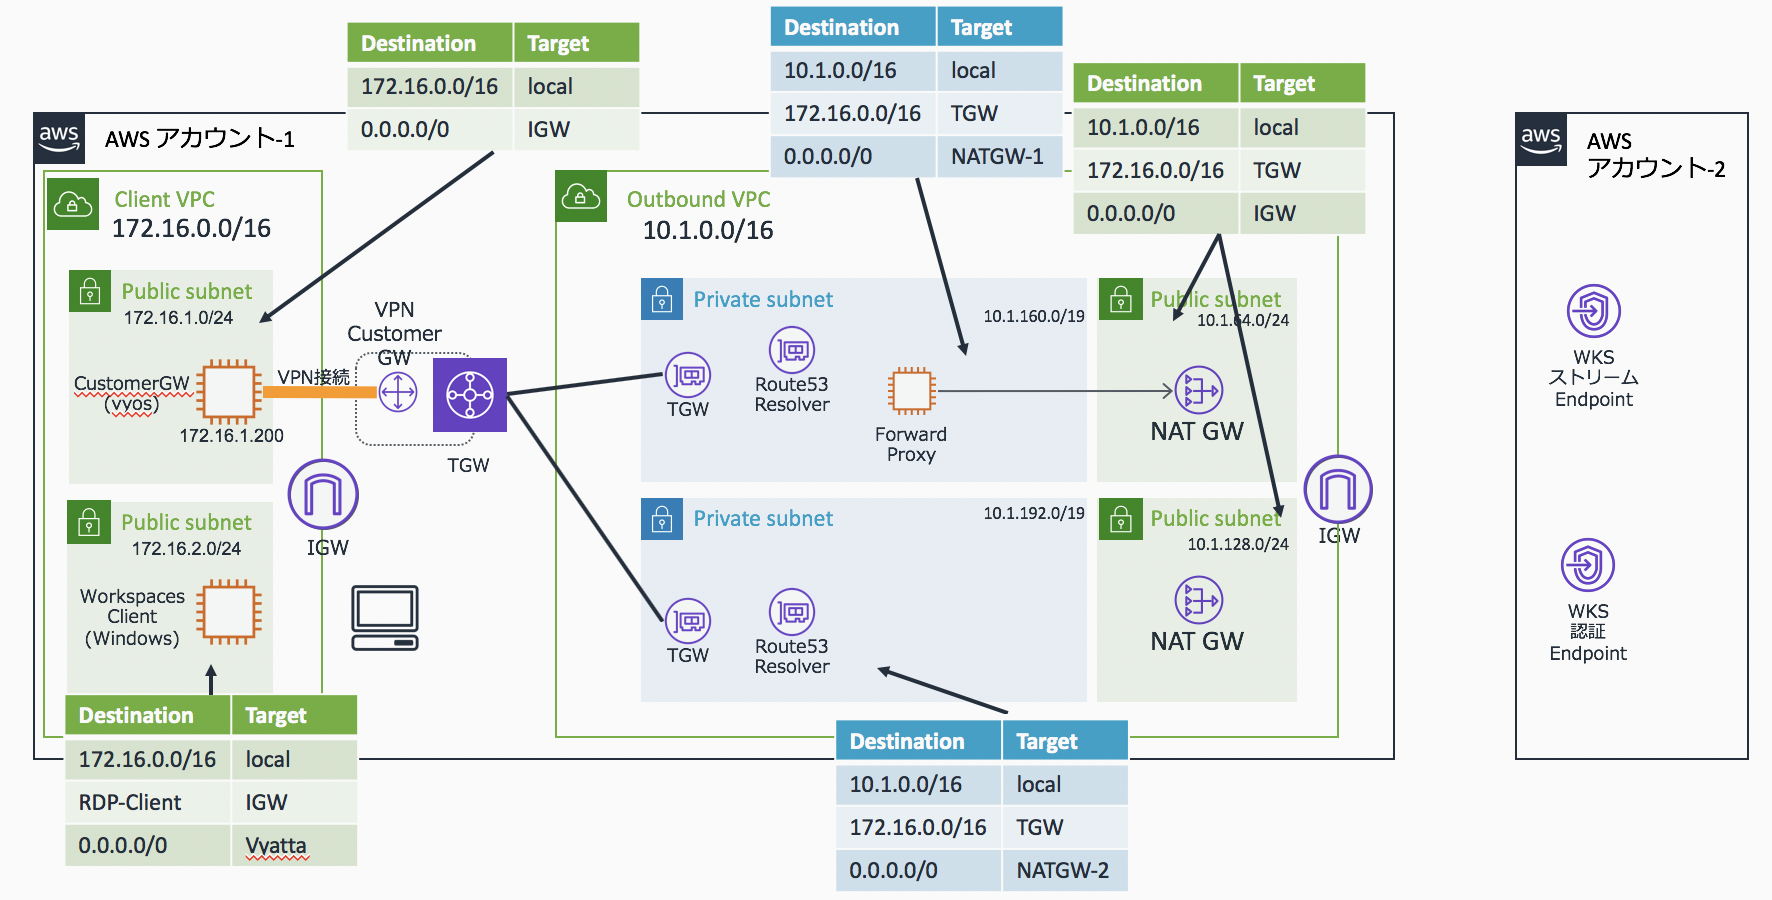 Destination Target
172.16.0.0/16 local
0.0.0.0/0 IGW
Destination Target
10.1.0.0/16 local
172.16.0.0/16 TGW
0.0.0.0/0 NATGW-1
Destination Target
10.1.0.0/16 local
172.16.0.0/16 TGW
0.0.0.0/0 IGW
aws
AWS アカウント-1
Client VPC
172.16.0.0/16
Public subnet
172.16.1.0/24
CustomerGW
(vyos)
172.16.1.200
VPN接続
VPN
Customer
GW
TGW
IGW
Public subnet
172.16.2.0/24
Workspaces
Client
(Windows)
Destination Target
172.16.0.0/16 local
RDP-Client IGW
0.0.0.0/0 Vyatta
Outbound VPC
10.1.0.0/16
Private subnet
10.1.160.0/19
TGW
Route53
Resolver
Forward
Proxy
Public subnet
10.1.64.0/24
NAT GW
Private subnet
10.1.192.0/19
TGW
Route53
Resolver
Public subnet
10.1.128.0/24
NAT GW
IGW
Destination Target
10.1.0.0/16 local
172.16.0.0/16 TGW
0.0.0.0/0 NATGW-2
aws
AWS
アカウント-2
WKS
ストリーム
Endpoint
WKS
認証
Endpoint